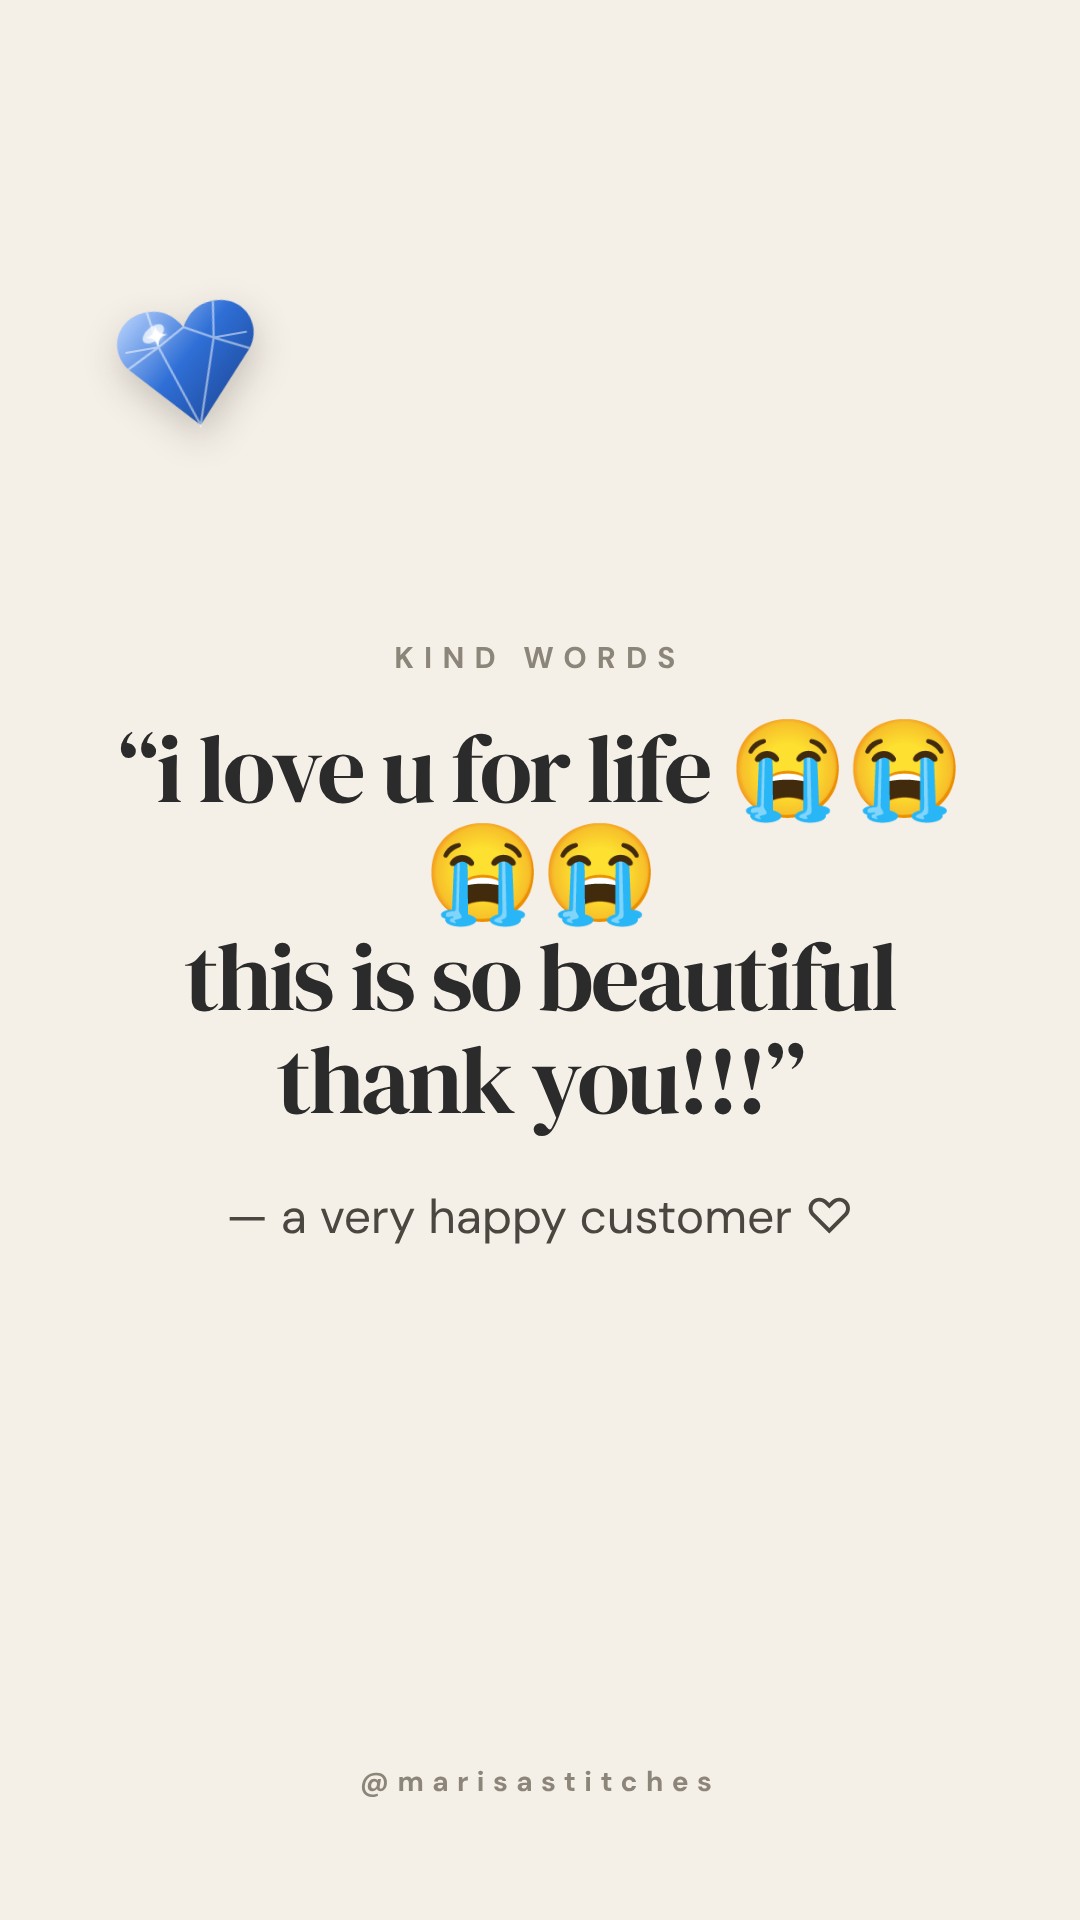 KIND WORDS
“i love u for life 😭😭
😭😭
this is so beautiful
thank you!!!”
— a very happy customer ♡
@marisastitches